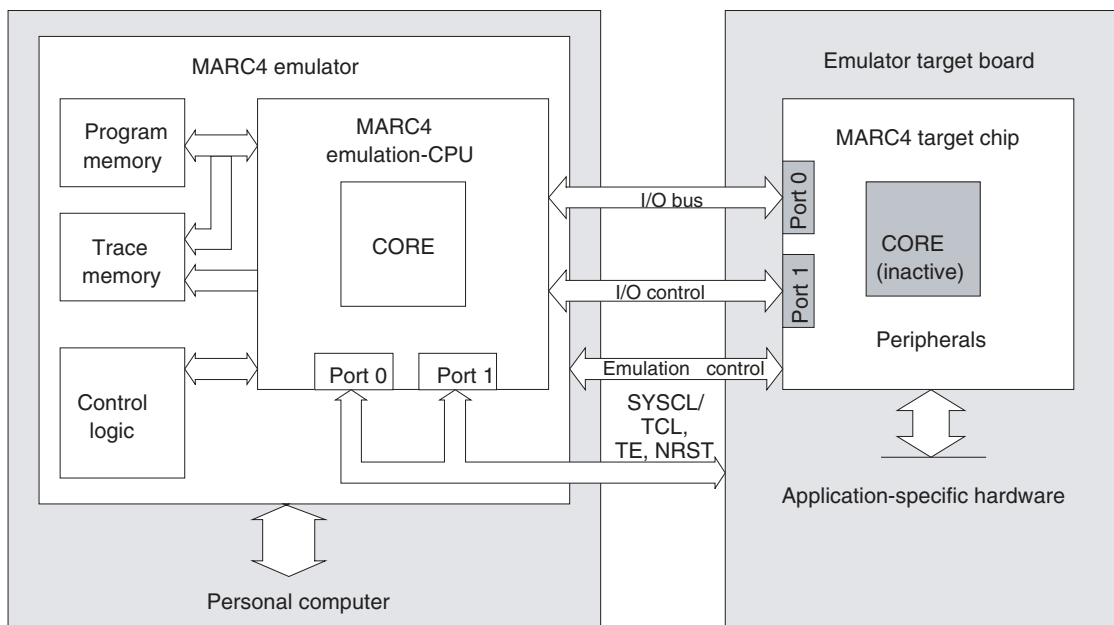 MARC4 emulator
Program
memory
Trace
memory
Control
logic
MARC4
emulation-CPU
CORE
Port 0
Port 1
I/O bus
I/O control
Emulation control
SYSCL/
TCL,
TE, NRST
Personal computer
Emulator target board
MARC4 target chip
Port 0
Port 1
CORE
(inactive)
Peripherals
Application-specific hardware